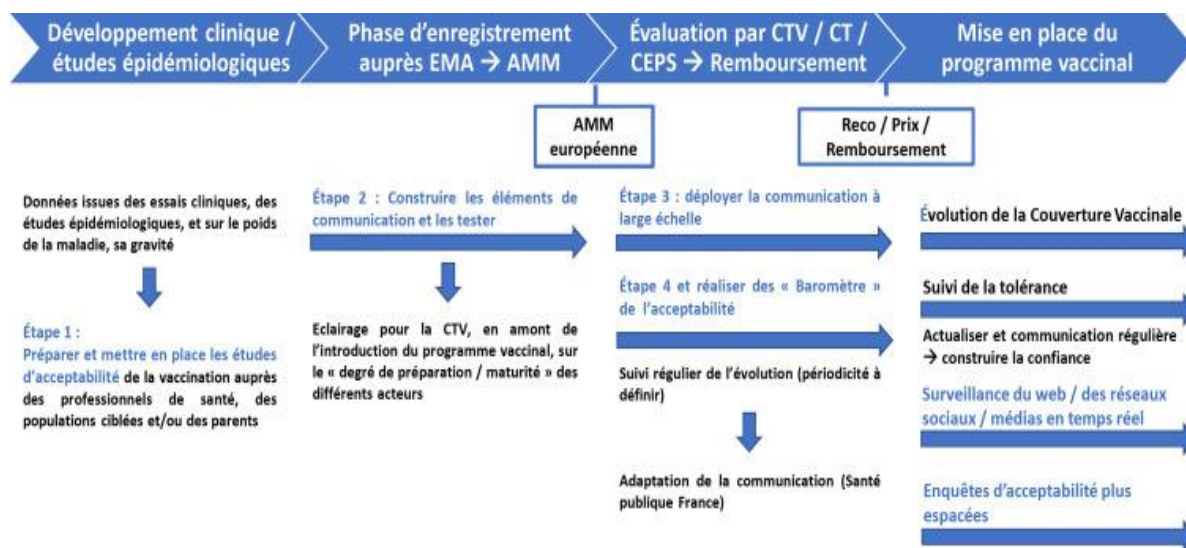 Développement clinique /
études épidémiologiques
Phase d'enregistrement
auprès EMA → AMM
Évaluation par CTV / CT /
CEPS → Remboursement
Mise en place du
programme vaccinal
AMM
européenne
Reco / Prix /
Remboursement
Données issues des essais cliniques, des
études épidémiologiques, et sur le poids
de la maladie, sa gravité
Étape 1 :
Préparer et mettre en place les études
d'acceptabilité de la vaccination auprès
des professionnels de santé, des
populations ciblées et/ou des parents
Étape 2 : Construire les éléments de
communication et les tester
Eclairage pour la CTV, en amont de
l'introduction du programme vaccinal, sur
le « degré de préparation / maturité » des
différents acteurs
Étape 3 : déployer la communication à
large échelle
Étape 4 et réaliser des « Baromètre »
de l'acceptabilité
Suivi régulier de l'évolution (périodicité à
définir)
Adaptation de la communication (Santé
publique France)
Évolution de la Couverture Vaccinale
Suivi de la tolérance
Actualiser et communication régulière
→ construire la confiance
Surveillance du web / des réseaux
sociaux / médias en temps réel
Enquêtes d'acceptabilité plus
espacées